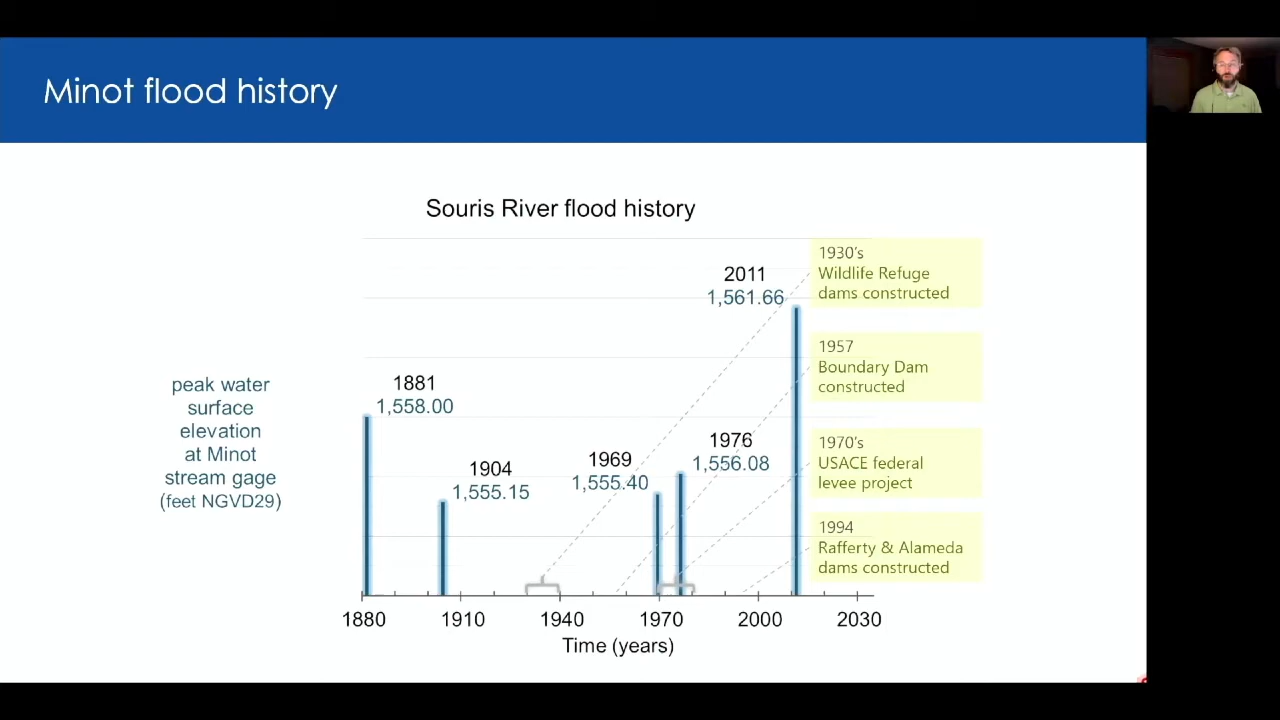 Minot flood history
Souris River flood history
peak water
surface
elevation
at Minot
stream gage
(feet NGVD29)
1881
1,558.00
1904
1,555.15
1969
1,555.40
1976
1,556.08
2011
1,561.66
1930's
Wildlife Refuge
dams constructed
1957
Boundary Dam
constructed
1970's
USACE federal
levee project
1994
Rafferty & Alameda
dams constructed
1880 1910 1940 1970 2000 2030
Time (years)